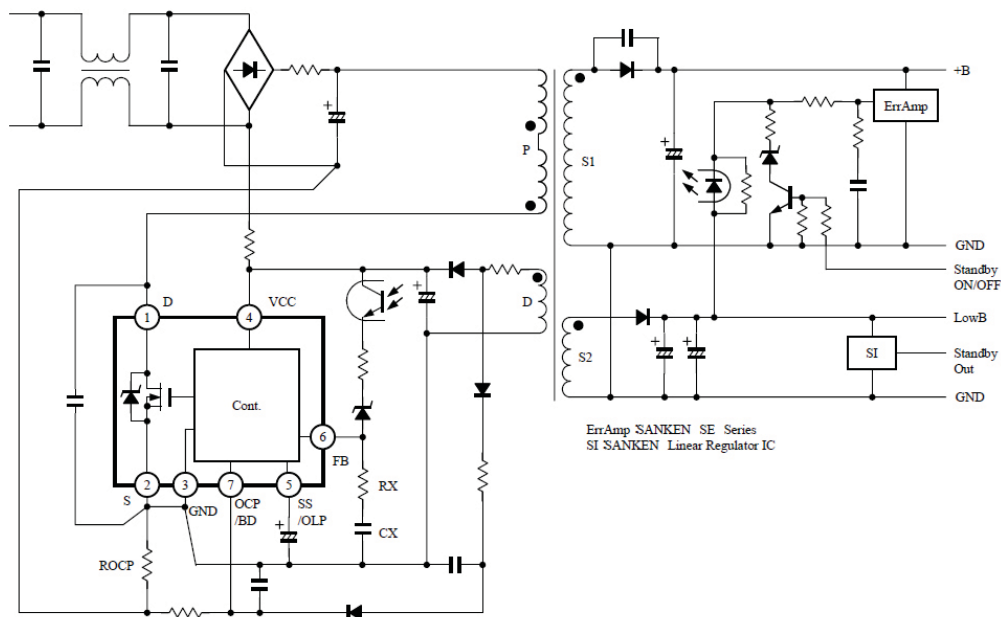 +B
ErrAmp
P
S1
GND
Standby
ON/OFF
D
VCC
D
1
4
LowB
S2
SI
Standby
Out
Cont.
GND
ErrAmp :SANKEN SE Series
SI :SANKEN Linear Regulator IC
6
FB
2
3
7
5
RX
S
GND
OCP
/BD
SS
/OLP
CX
ROCP
+
+
+
+
+
+